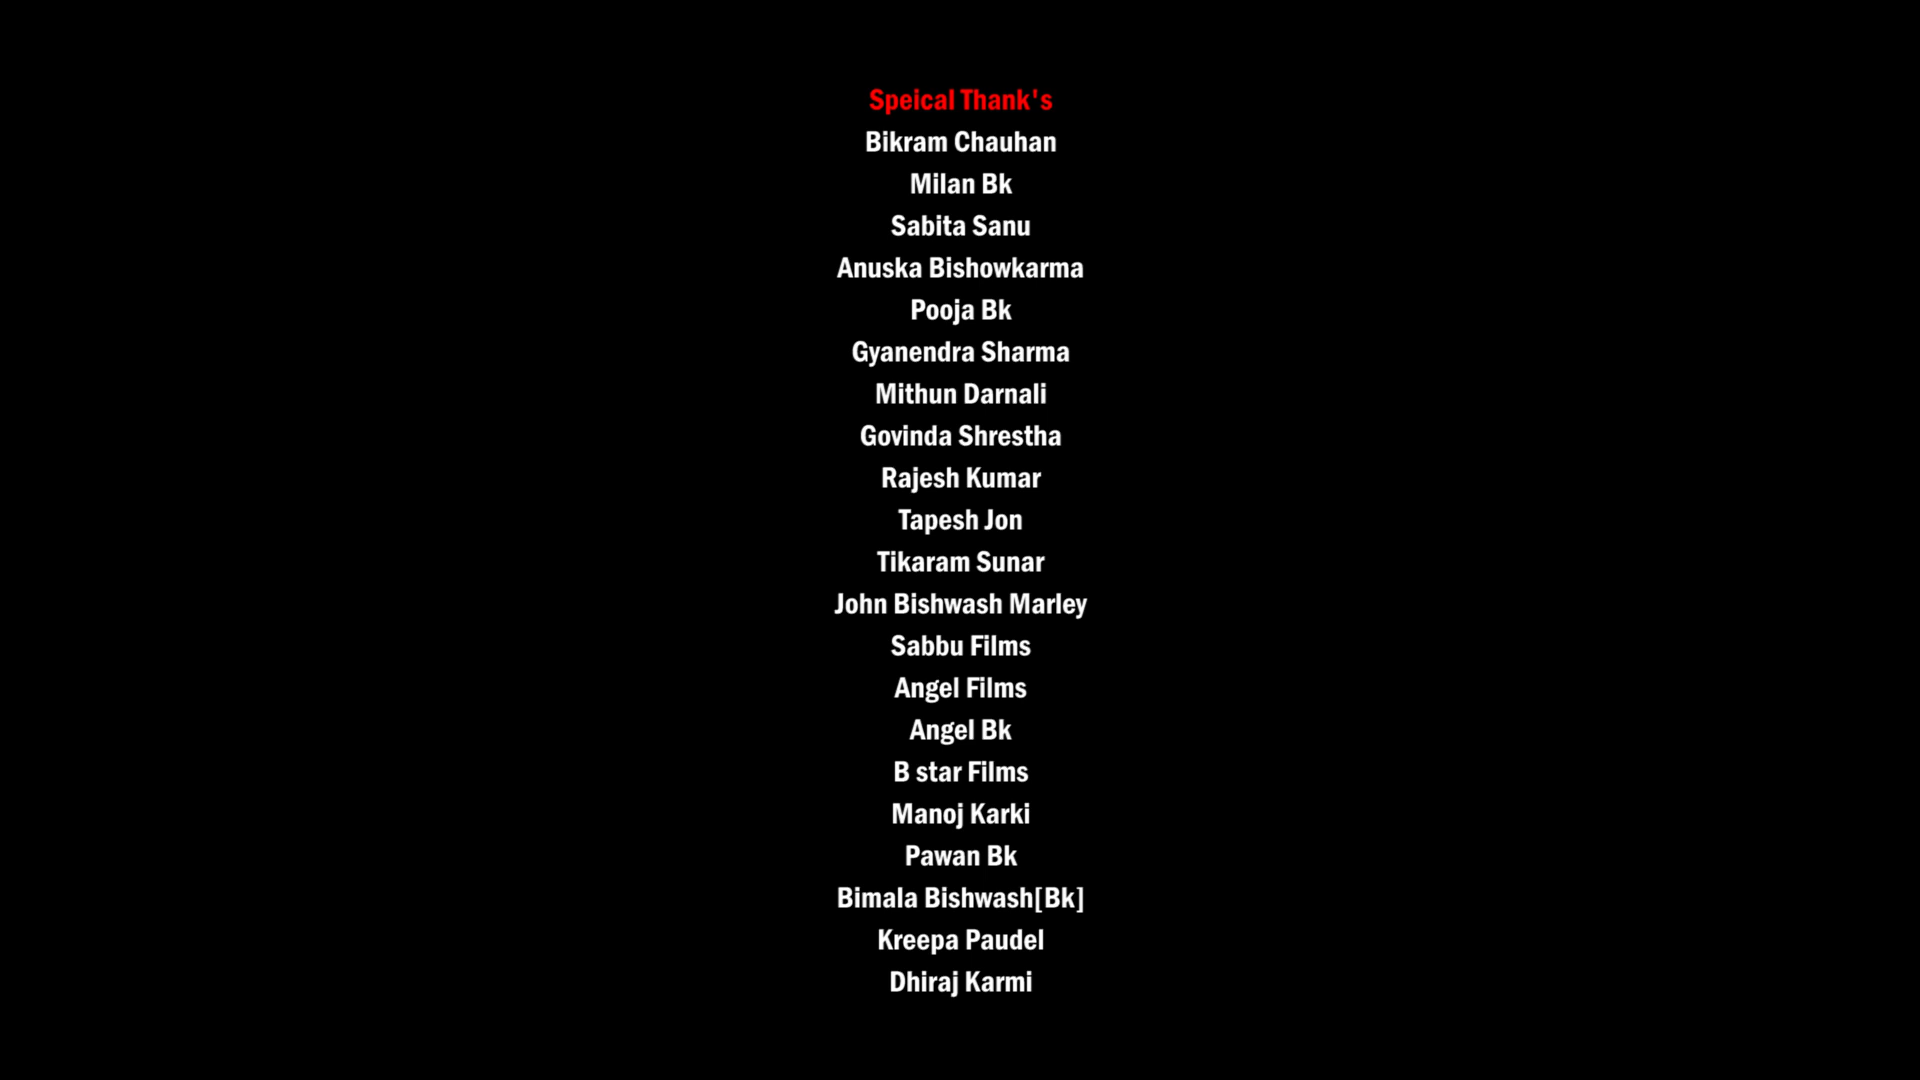 Speical Thank's
Bikram Chauhan
Milan Bk
Sabita Sanu
Anuska Bishowkarma
Pooja Bk
Gyanendra Sharma
Mithun Darnali
Govinda Shrestha
Rajesh Kumar
Tapesh Jon
Tikaram Sunar
John Bishwash Marley
Sabbu Films
Angel Films
Angel Bk
B star Films
Manoj Karki
Pawan Bk
Bimala Bishwash[Bk]
Kreepa Paudel
Dhiraj Karmi